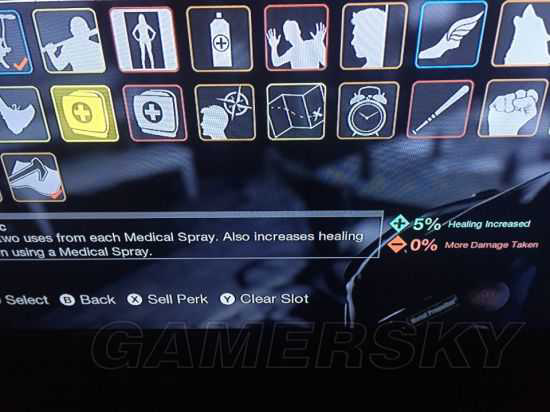 c
two uses from each Medical Spray. Also increases healing
n using a Medical Spray.
5% Healing Increased
0% More Damage Taken
Select B Back X Sell Perk Y Clear Slot
GAMERSKY